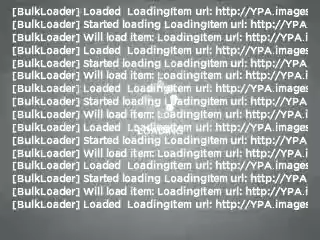 [BulkLoader] Loaded  LoadingItem url: http://YPA.images
[BulkLoader] Started loading LoadingItem url: http://YPA
[BulkLoader] Will load item: LoadingItem url: http://YPA.i
[BulkLoader] Loaded  LoadingItem url: http://YPA.images
[BulkLoader] Started loading LoadingItem url: http://YPA
[BulkLoader] Will load item: LoadingItem url: http://YPA.i
[BulkLoader] Loaded  LoadingItem url: http://YPA.images
[BulkLoader] Started loading LoadingItem url: http://YPA
[BulkLoader] Will load item: LoadingItem url: http://YPA.i
[BulkLoader] Loaded  LoadingItem url: http://YPA.images
LOADING
[BulkLoader] Started loading LoadingItem url: http://YPA
[BulkLoader] Will load item: LoadingItem url: http://YPA.i
[BulkLoader] Loaded  LoadingItem url: http://YPA.images
[BulkLoader] Started loading LoadingItem url: http://YPA
[BulkLoader] Will load item: LoadingItem url: http://YPA.i
[BulkLoader] Loaded  LoadingItem url: http://YPA.images